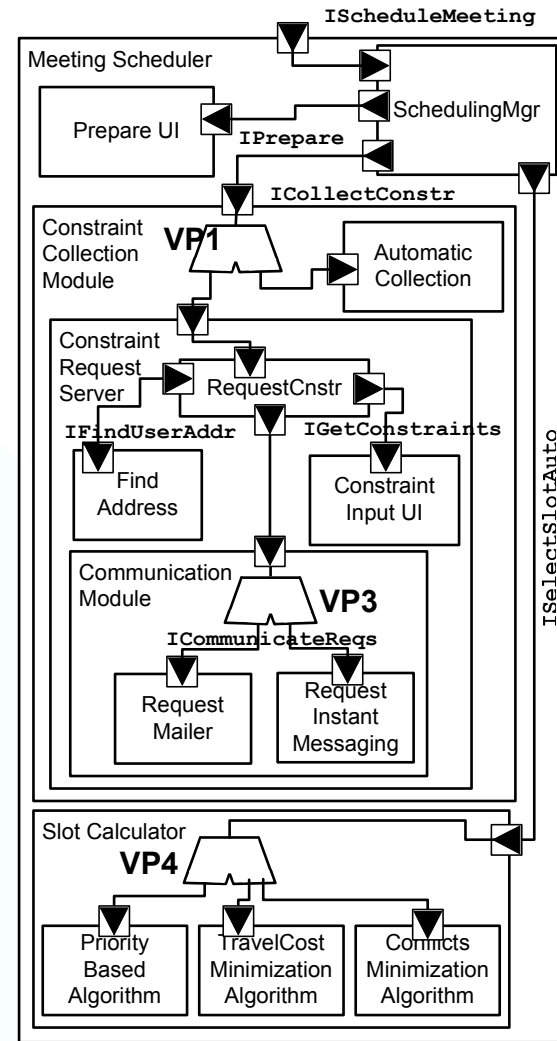 IScheduleMeeting
Meeting Scheduler
SchedulingMgr
Prepare UI
IPrepare
ICollectConstr
Constraint
Collection
Module
VP1
Automatic
Collection
Constraint
Request
Server
RequestCnstr
IFindUserAddr
IGetConstraints
Find
Address
Constraint
Input UI
ISelectSlotAuto
Communication
Module
VP3
ICommunicateReqs
Request
Mailer
Request
Instant
Messaging
Slot Calculator
VP4
Priority
Based
Algorithm
TravelCost
Minimization
Algorithm
Conflicts
Minimization
Algorithm